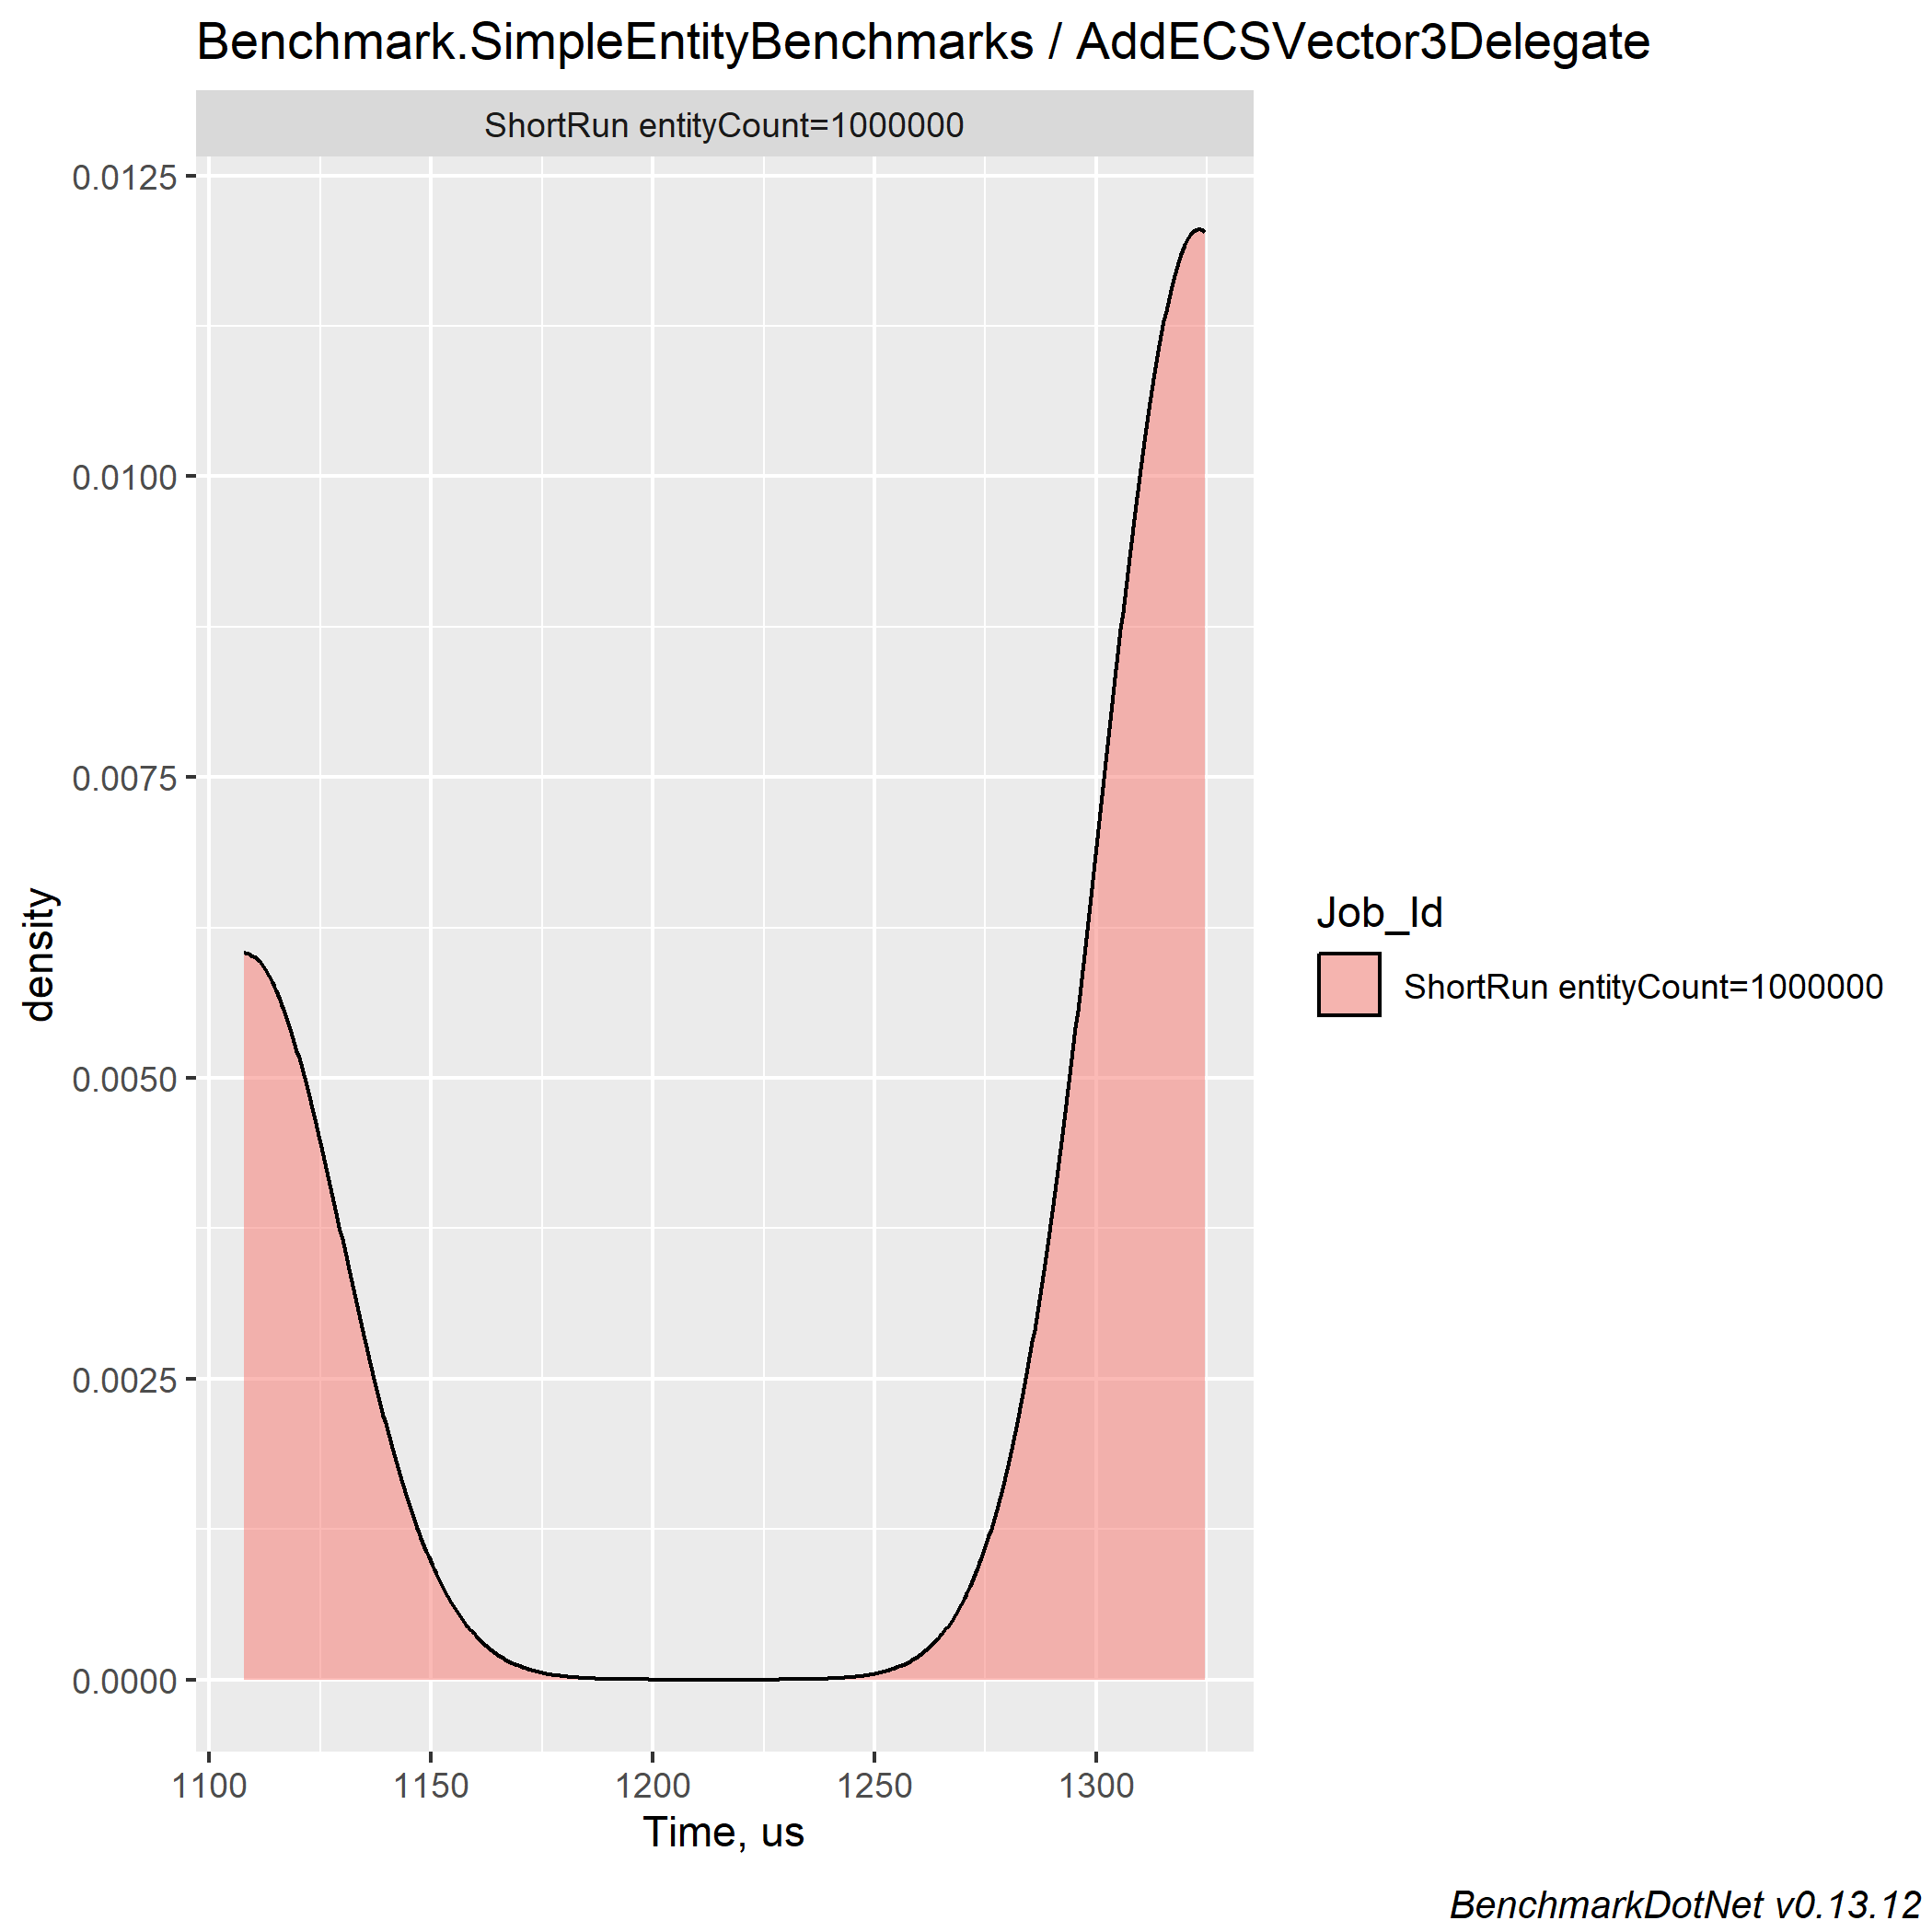 Benchmark.SimpleEntityBenchmarks / AddECSVector3Delegate
ShortRun entityCount=1000000
0.0125
0.0100
0.0075
0.0050
0.0025
0.0000
density
1100 1150 1200 1250 1300
Time, us
Job_Id
ShortRun entityCount=1000000
BenchmarkDotNet v0.13.12